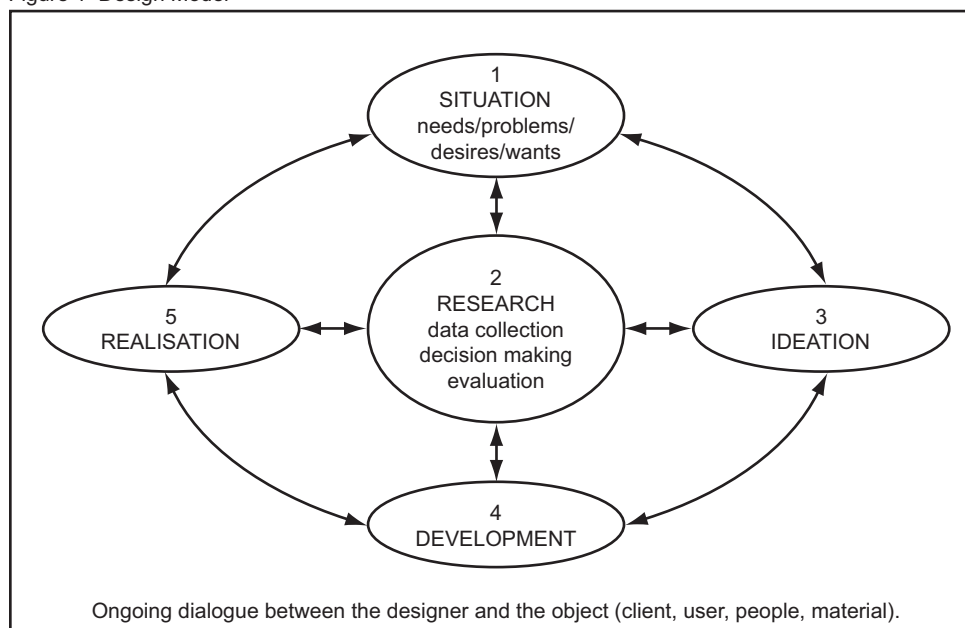 Figure 1 Design Model
1
SITUATION
needs/problems/
desires/wants
2
RESEARCH
data collection
decision making
evaluation
5
REALISATION
3
IDEATION
4
DEVELOPMENT
Ongoing dialogue between the designer and the object (client, user, people, material).